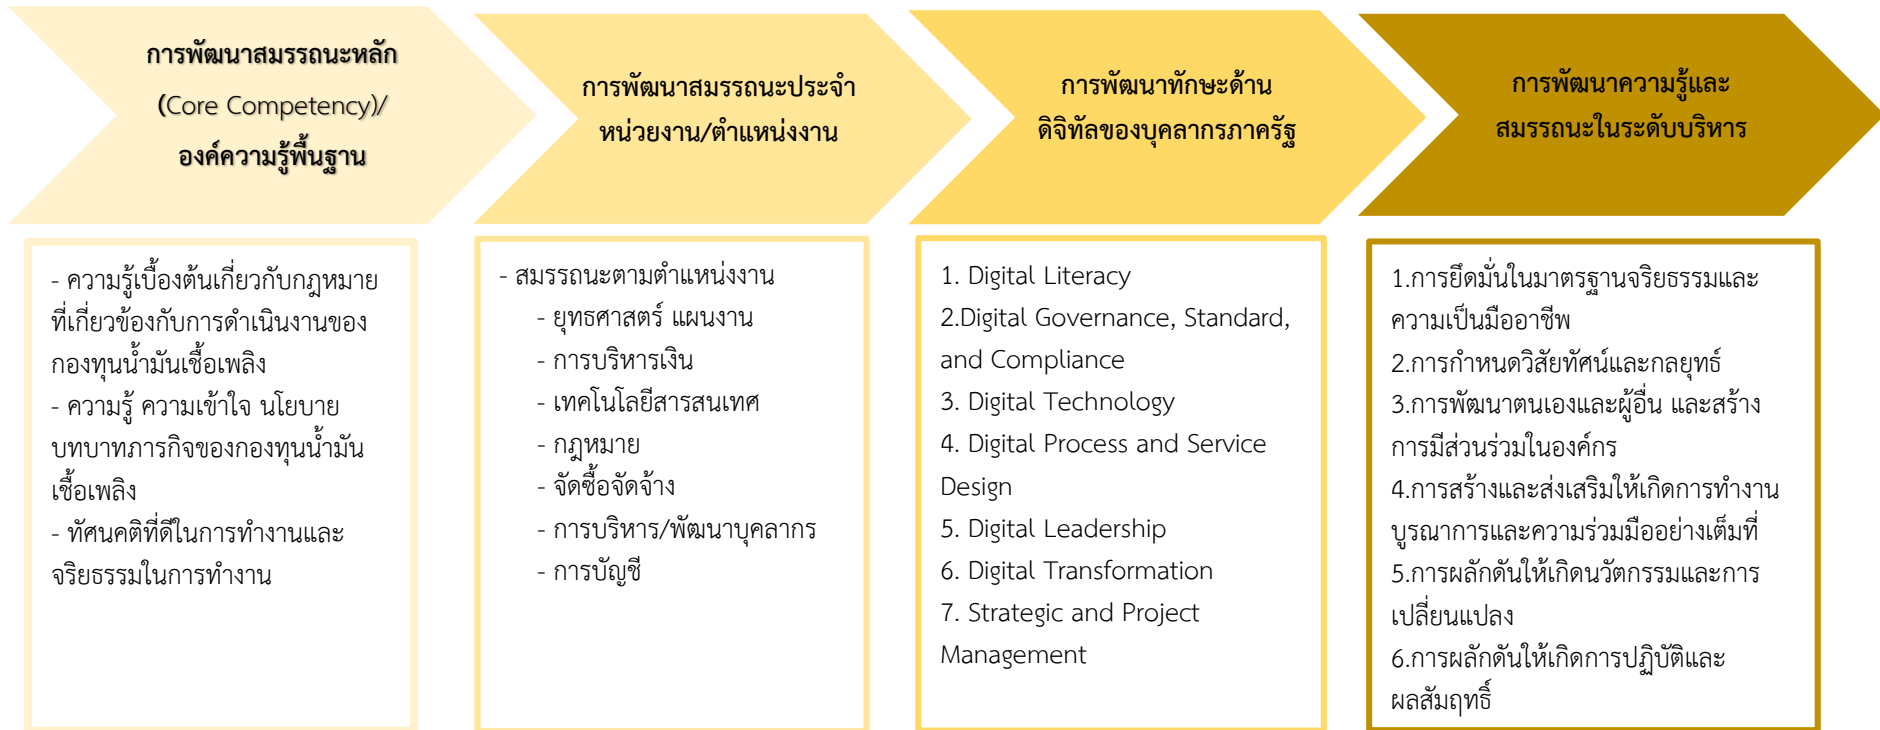 การพัฒนาสมรรถนะหลัก
(Core Competency)/
องค์ความรู้พื้นฐาน
การพัฒนาสมรรถนะประจำ
หน่วยงาน/ตำแหน่งงาน
การพัฒนาทักษะด้าน
ดิจิทัลของบุคลากรภาครัฐ
การพัฒนาความรู้และ
สมรรถนะในระดับบริหาร
- ความรู้เบื้องต้นเกี่ยวกับกฎหมาย
ที่เกี่ยวข้องกับการดำเนินงานของ
กองทุนน้ำมันเชื้อเพลิง
- ความรู้ ความเข้าใจ นโยบาย
บทบาทภารกิจของกองทุนน้ำมัน
เชื้อเพลิง
- ทัศนคติที่ดีในการทำงานและ
จริยธรรมในการทำงาน
- สมรรถนะตามตำแหน่งงาน
- ยุทธศาสตร์ แผนงาน
- การบริหารเงิน
- เทคโนโลยีสารสนเทศ
- กฎหมาย
- จัดซื้อจัดจ้าง
- การบริหาร/พัฒนาบุคลากร
- การบัญชี
1. Digital Literacy
2.Digital Governance, Standard,
and Compliance
3. Digital Technology
4. Digital Process and Service
Design
5. Digital Leadership
6. Digital Transformation
7. Strategic and Project
Management
1.การยึดมั่นในมาตรฐานจริยธรรมและ
ความเป็นมืออาชีพ
2.การกำหนดวิสัยทัศน์และกลยุทธ์
3.การพัฒนาตนเองและผู้อื่น และสร้าง
การมีส่วนร่วมในองค์กร
4.การสร้างและส่งเสริมให้เกิดการทำงาน
บูรณาการและความร่วมมืออย่างเต็มที่
5.การผลักดันให้เกิดนวัตกรรมและการ
เปลี่ยนแปลง
6.การผลักดันให้เกิดการปฏิบัติและ
ผลสัมฤทธิ์